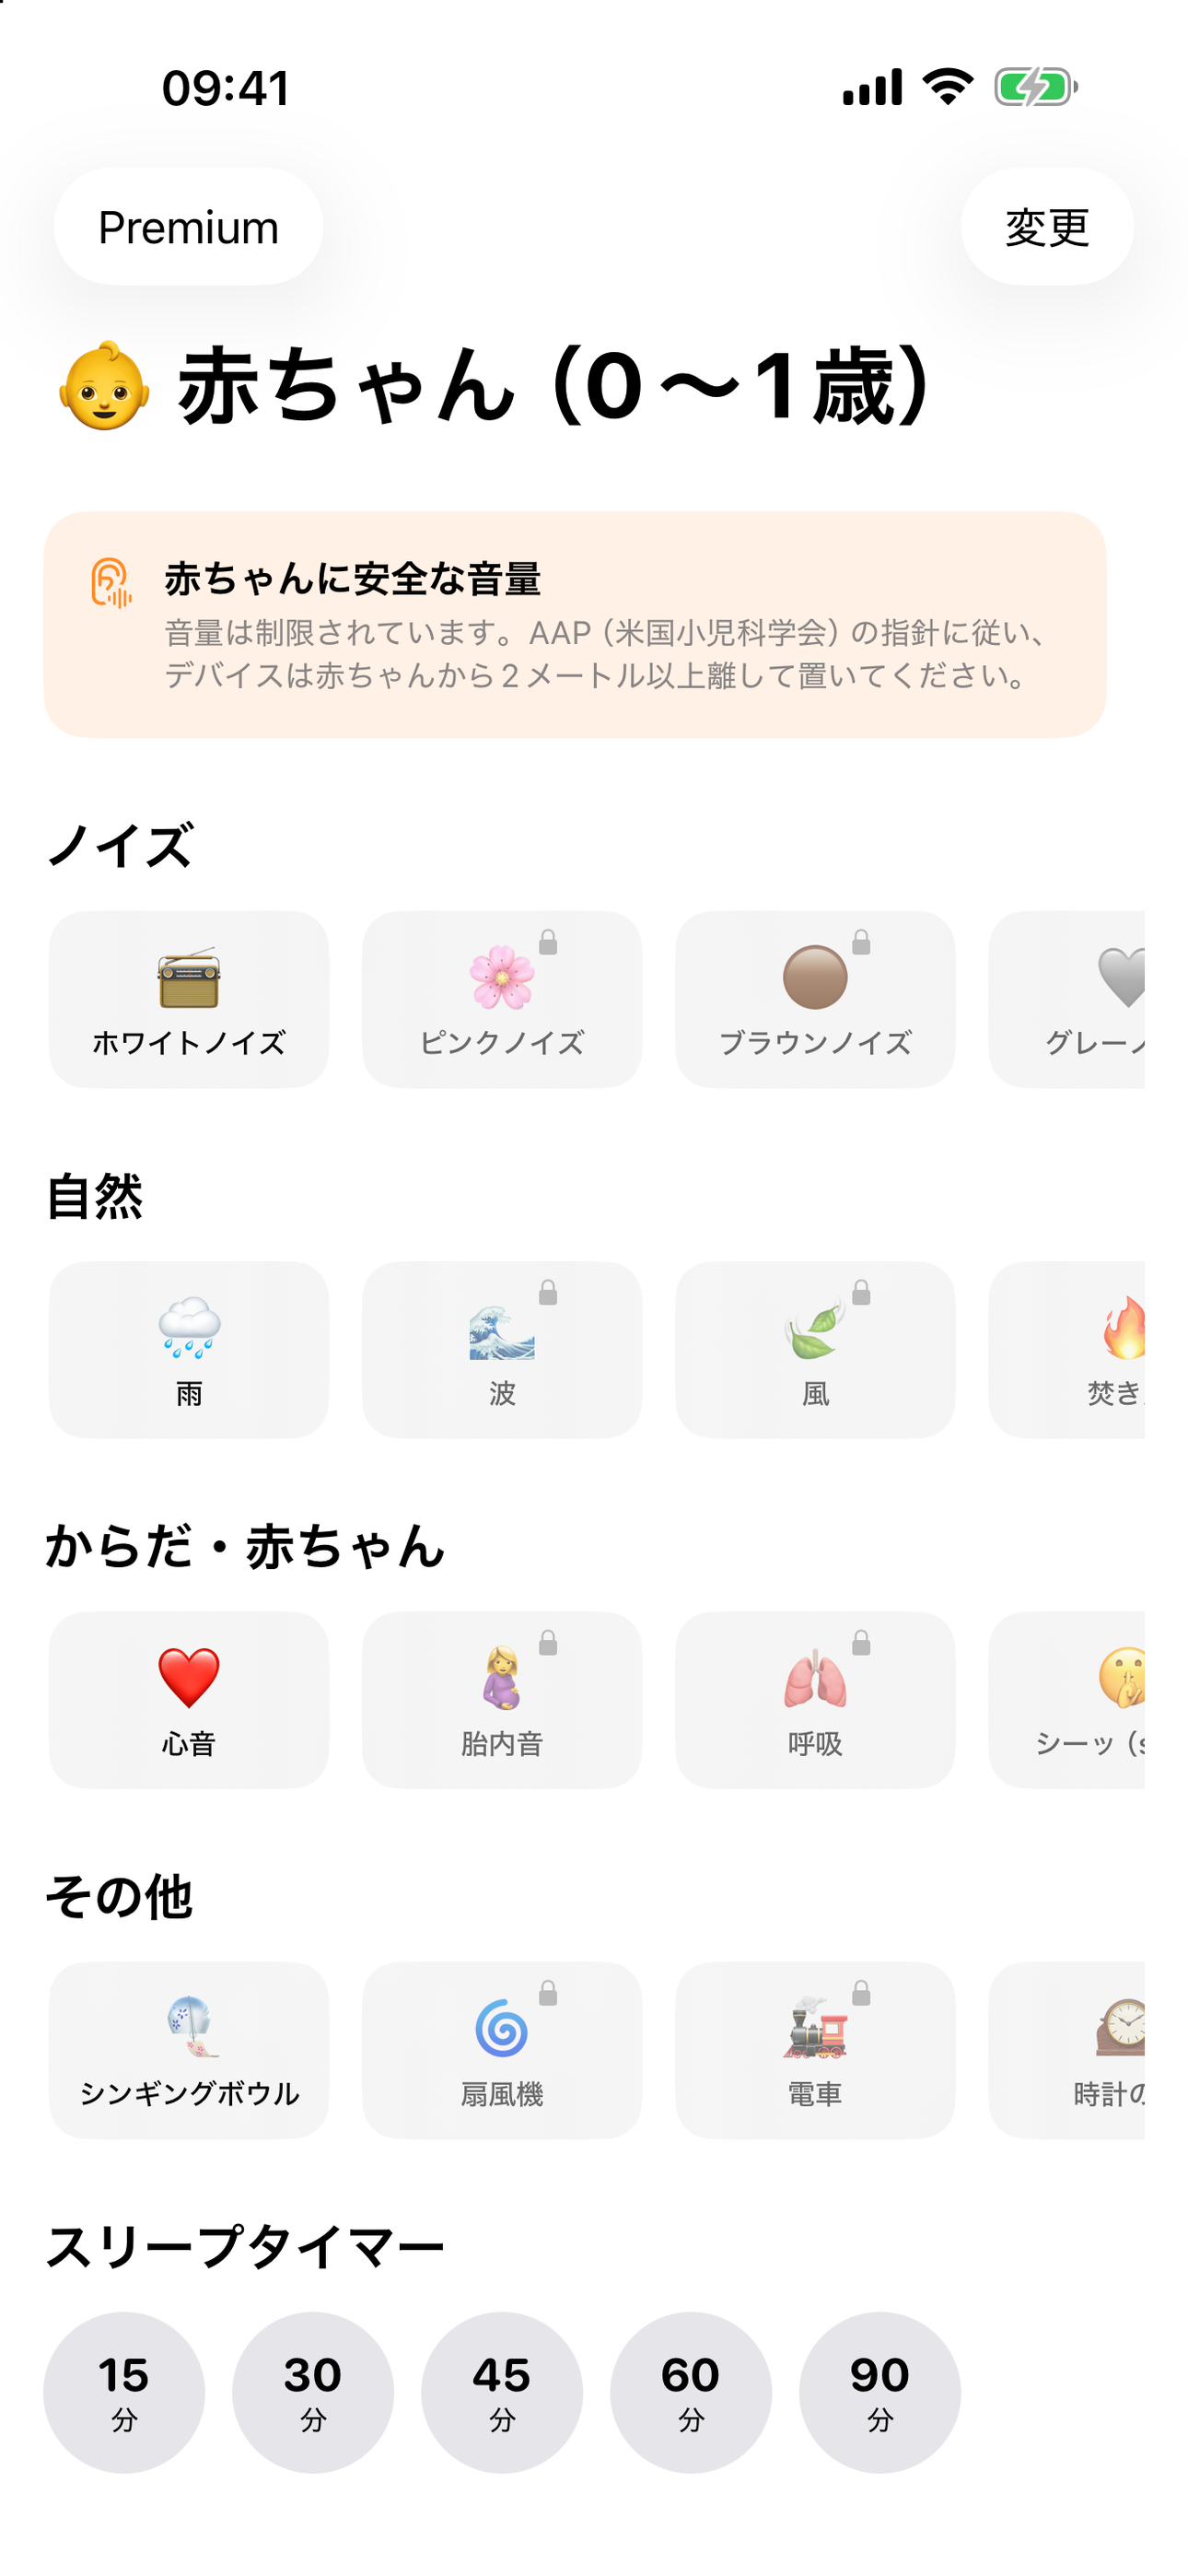 09:41
Premium
変更
赤ちゃん（0〜1歳）
赤ちゃんに安全な音量
音量は制限されています。AAP（米国小児科学会）の指針に従い、
デバイスは赤ちゃんから2メートル以上離して置いてください。
ノイズ
ホワイトノイズ
ピンクノイズ
ブラウンノイズ
グレー
自然
雨
波
風
焚き
からだ・赤ちゃん
心音
胎内音
呼吸
シーッ（s
その他
シンギングボウル
扇風機
電車
時計の
スリープタイマー
15
分
30
分
45
分
60
分
90
分